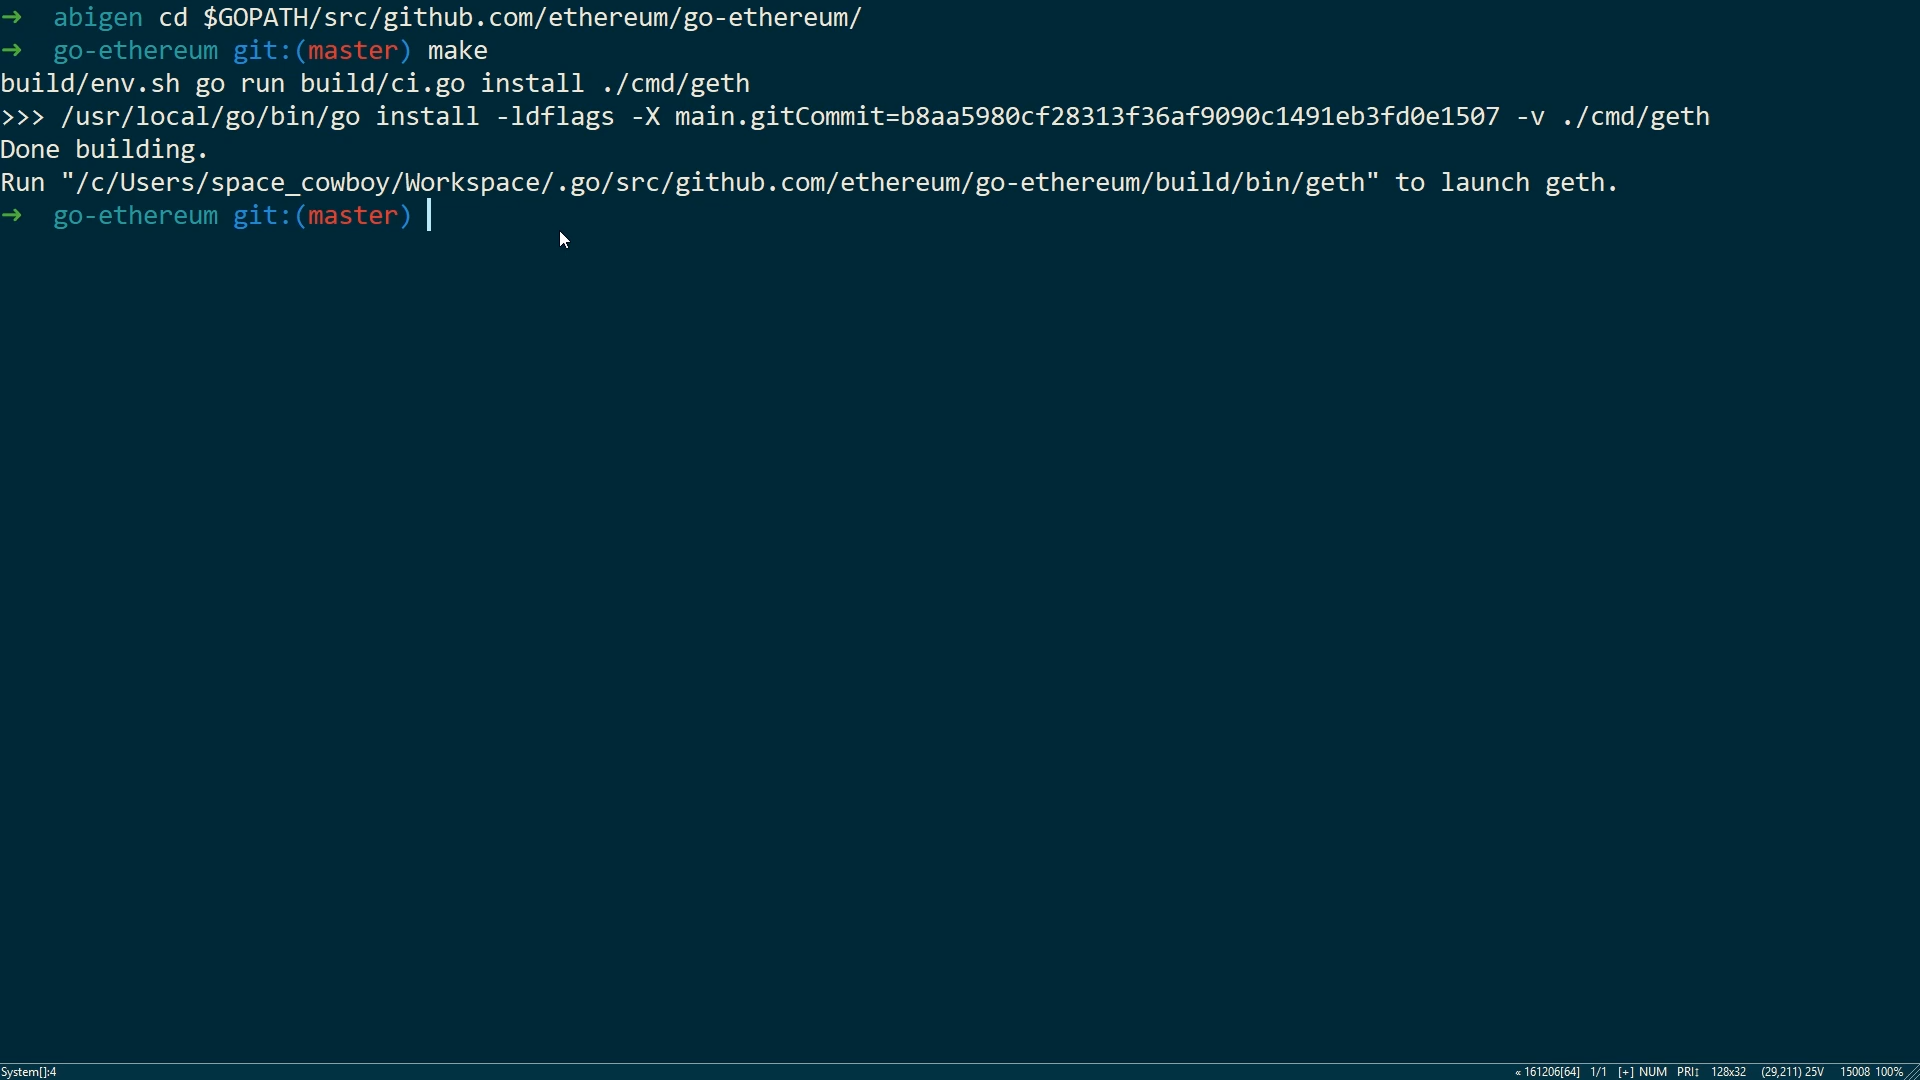 → abigen cd $GOPATH/src/github.com/ethereum/go-ethereum/
→ go-ethereum git:(master) make
build/env.sh go run build/ci.go install ./cmd/geth
>>> /usr/local/go/bin/go install -ldflags -X main.gitCommit=b8aa5980cf28313f36af9090c1491eb3fd0e1507 -v ./cmd/geth
Done building.
Run "/c/Users/space_cowboy/Workspace/.go/src/github.com/ethereum/go-ethereum/build/bin/geth" to launch geth.
→ go-ethereum git:(master)
System[]:4 « 161206[64] 1/1 [+] NUM PRI↕ 128x32 (29,211) 25V 15008 100%